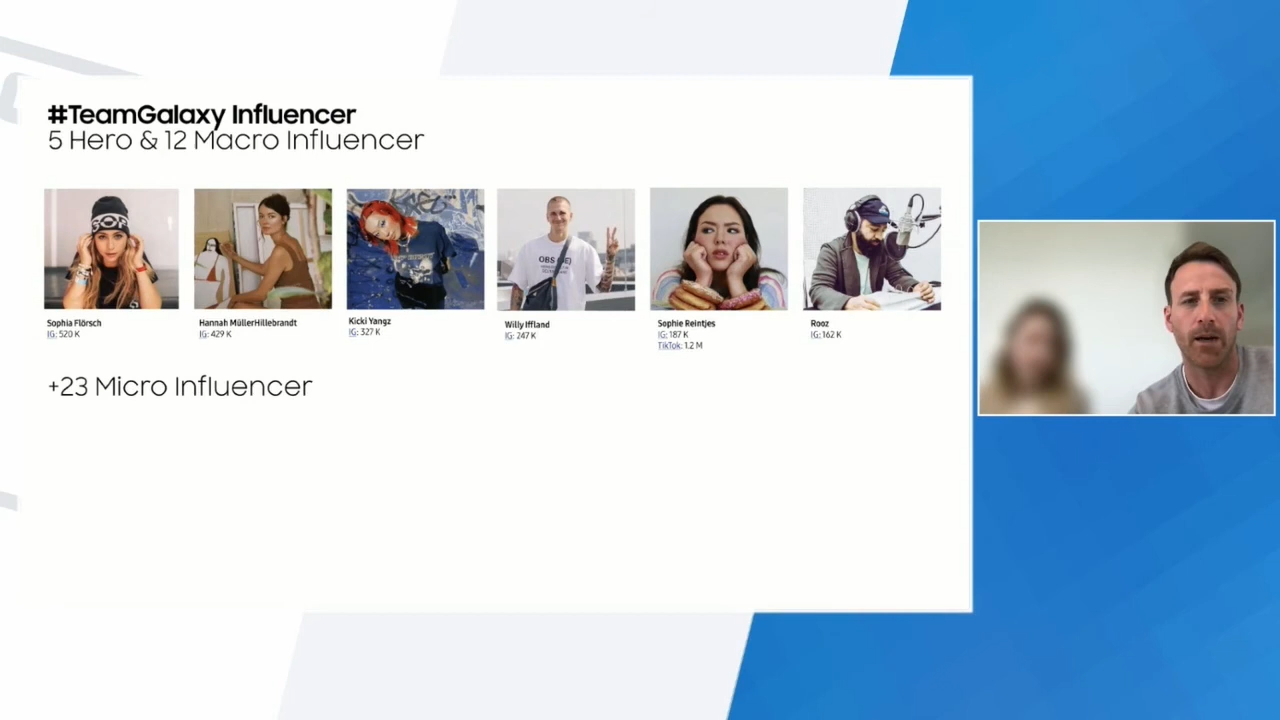 #TeamGalaxy Influencer
5 Hero & 12 Macro Influencer
OBS
Sophia Flörsch
IG: 520 K
Hannah MüllerHillebrandt
IG: 429 K
Kicki Yangz
IG: 327 K
Willy Iffland
IG: 247 K
Sophie Reintjes
IG: 187 K
TikTok: 1.2 M
Rooz
IG: 162 K
+23 Micro Influencer